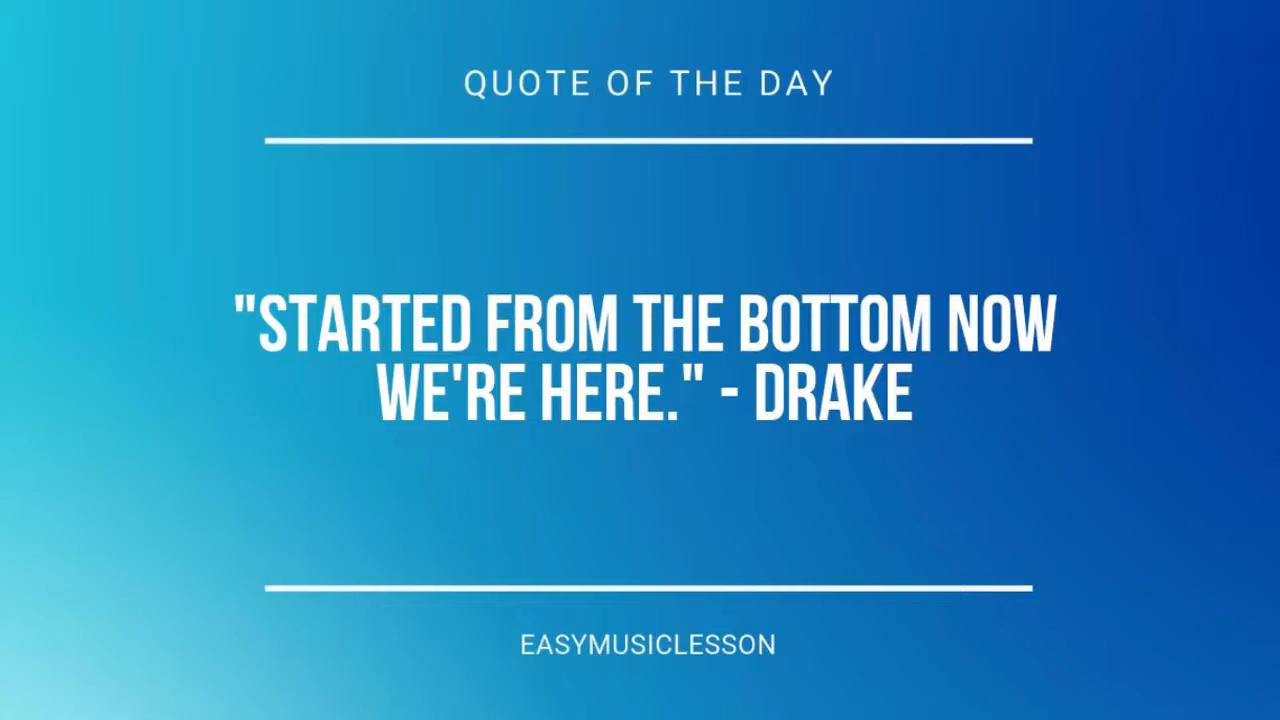 QUOTE OF THE DAY
"STARTED FROM THE BOTTOM NOW
WE'RE HERE." - DRAKE
EASYMUSICLESSON